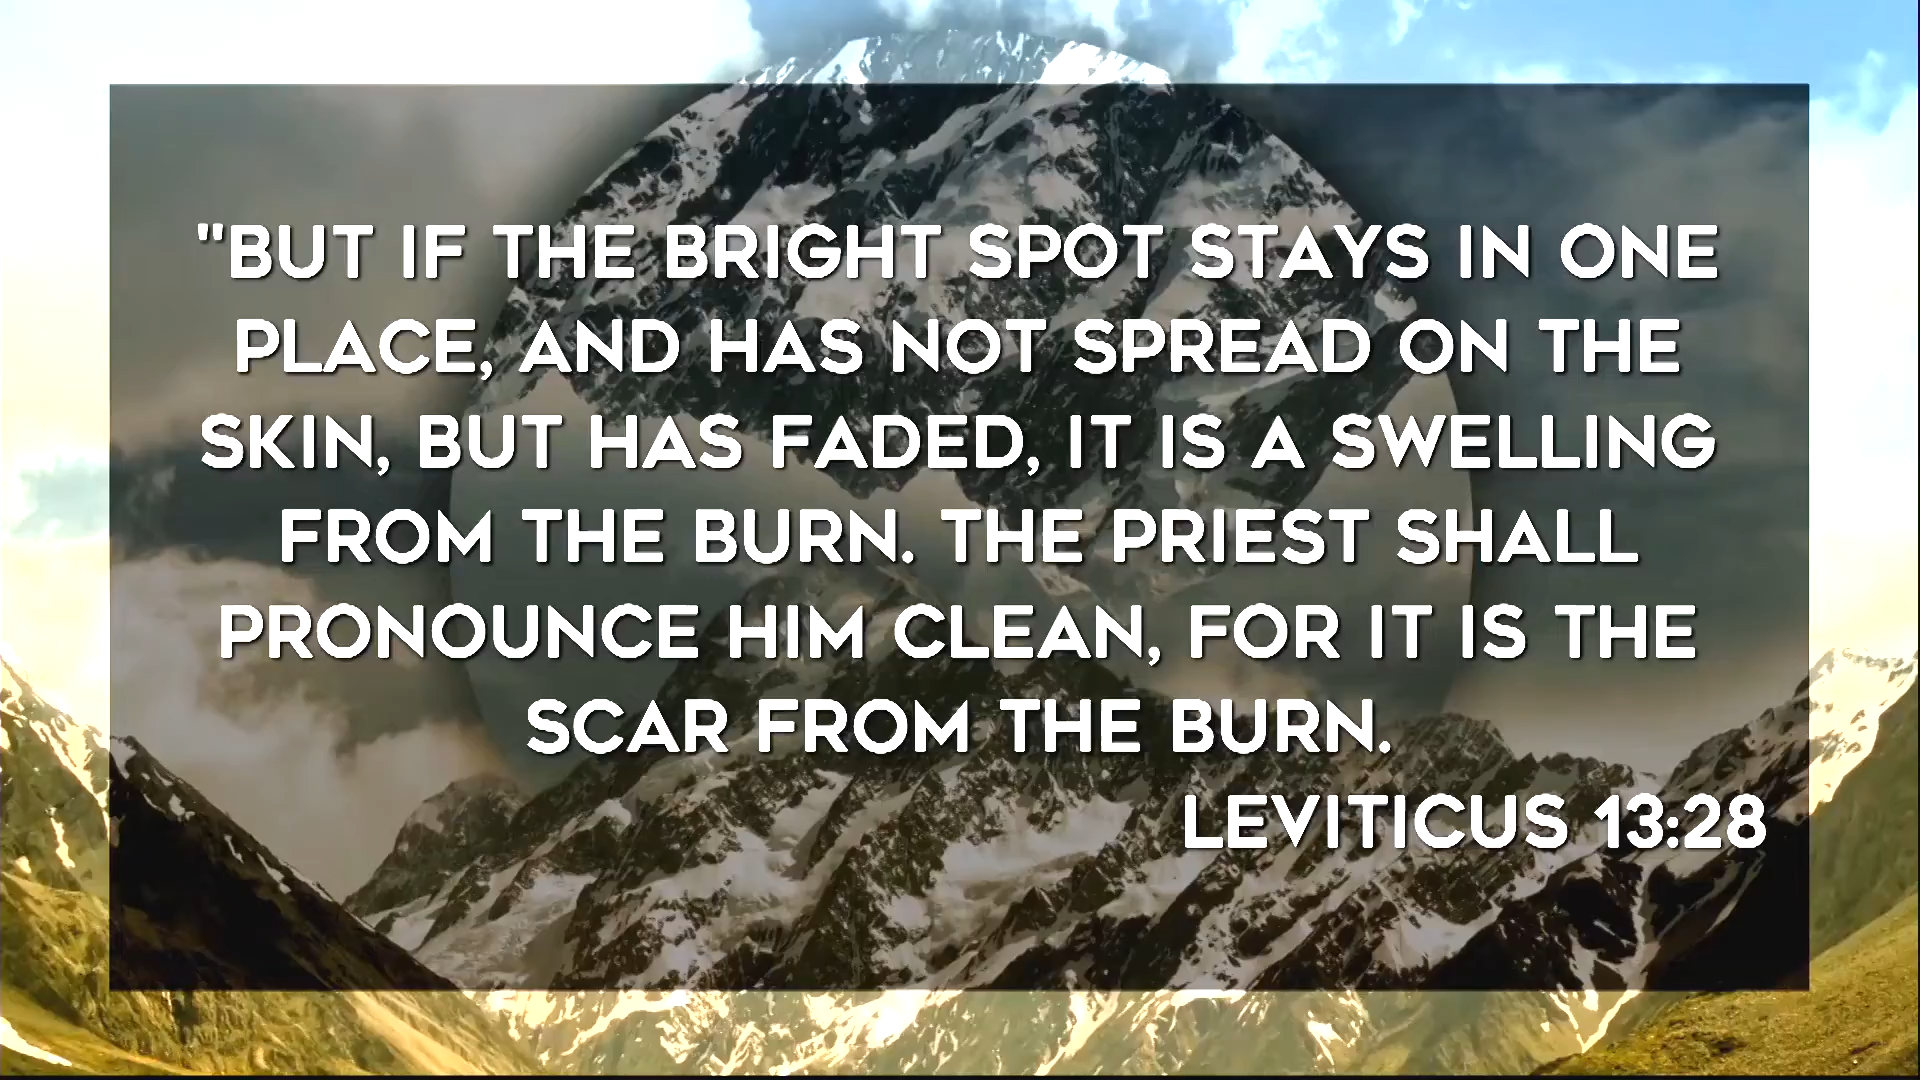 "BUT IF THE BRIGHT SPOT STAYS IN ONE
PLACE, AND HAS NOT SPREAD ON THE
SKIN, BUT HAS FADED, IT IS A SWELLING
FROM THE BURN. THE PRIEST SHALL
PRONOUNCE HIM CLEAN, FOR IT IS THE
SCAR FROM THE BURN.
LEVITICUS 13:28